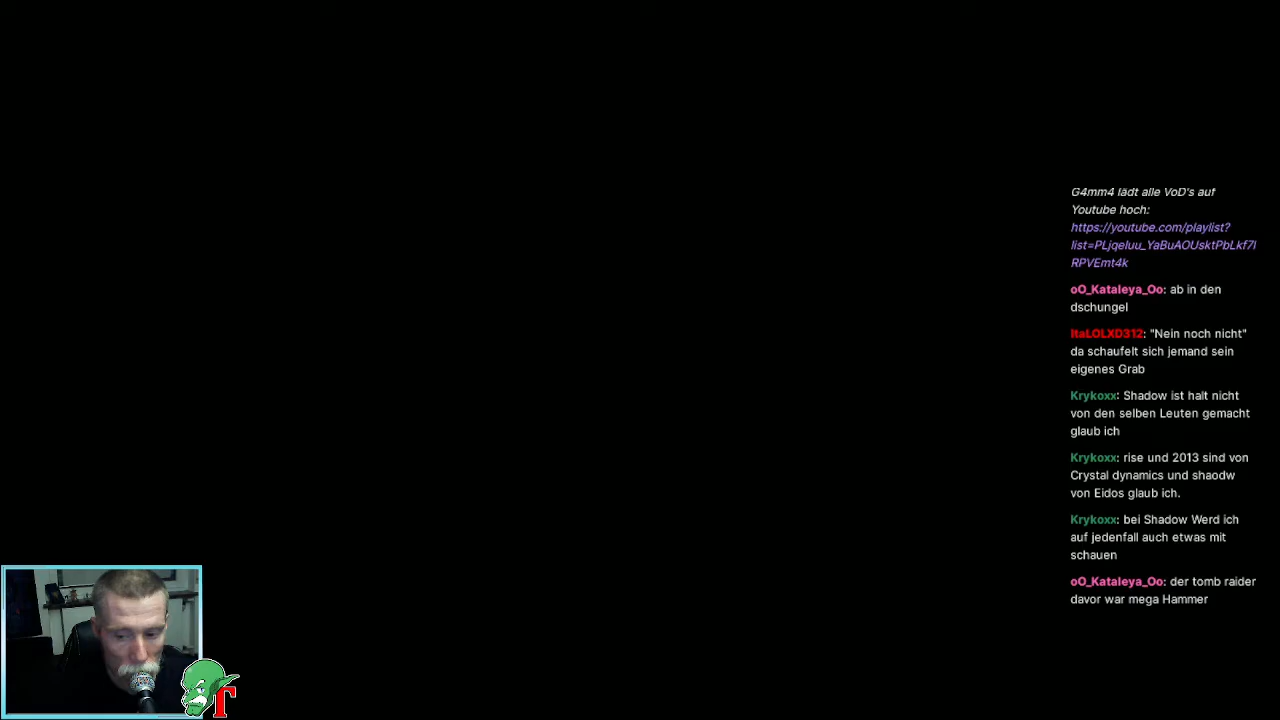 G4mm4 lädt alle VoD's auf
Youtube hoch:
https://youtube.com/playlist?
list=PLjqeluu_YaBuAOUsktPbLkf7I
RPVEmt4k
oO_Kataleya_Oo: ab in den
dschungel
ItaLOLXD312: "Nein noch nicht"
da schaufelt sich jemand sein
eigenes Grab
Krykoxx: Shadow ist halt nicht
von den selben Leuten gemacht
glaub ich
Krykoxx: rise und 2013 sind von
Crystal dynamics und shaodw
von Eidos glaub ich.
Krykoxx: bei Shadow Werd ich
auf jedenfall auch etwas mit
schauen
oO_Kataleya_Oo: der tomb raider
davor war mega Hammer